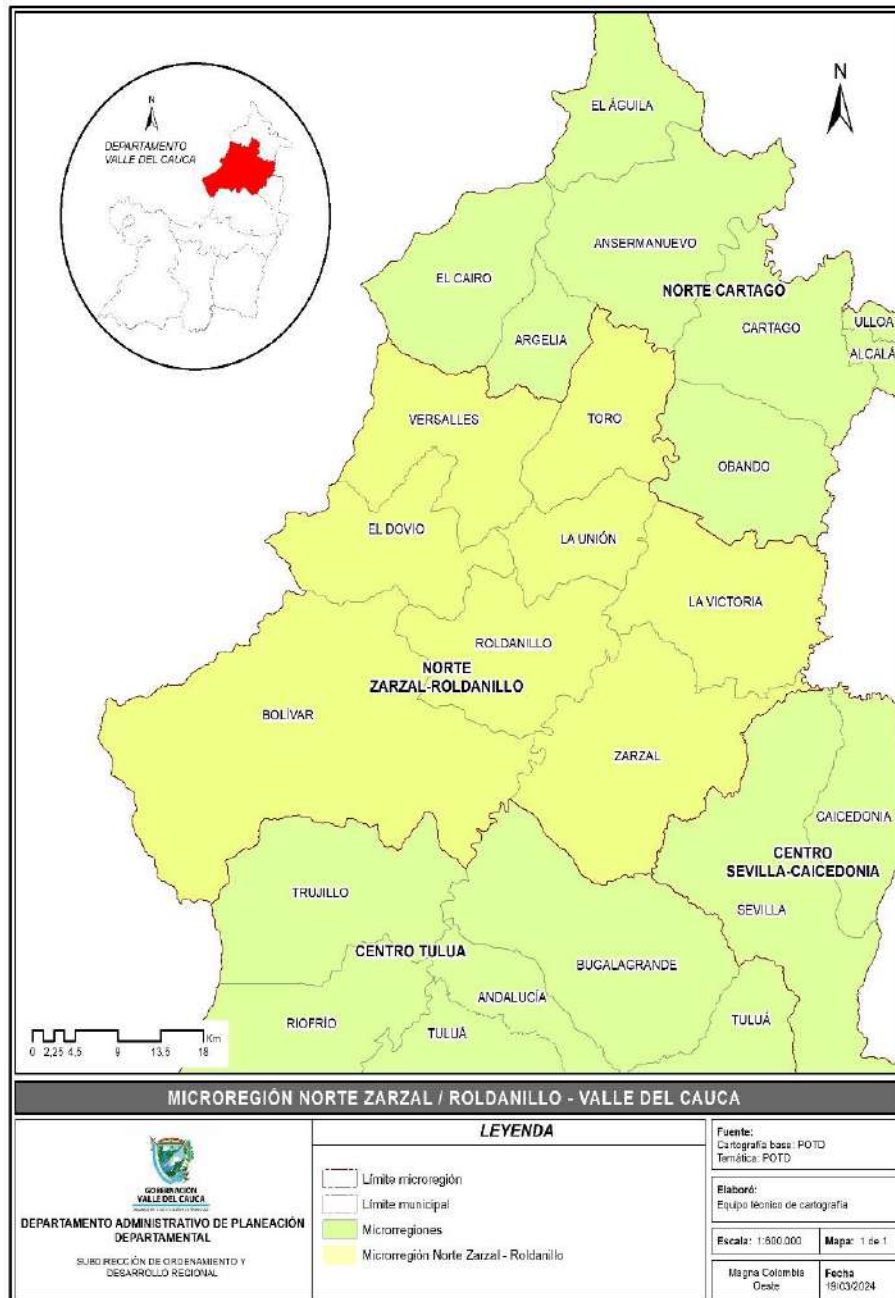 N
DEPARTAMENTO
VALLE DEL CAUCA
N
EL ÁGUILA
ANSERMANUEVO
EL CAIRO
NORTE CARTAGO
CARTAGO
ULLOA
ARGELIA
ALCALÁ
VERSALLES
TORO
OBANDO
EL DOVIO
LA UNIÓN
LA VICTORIA
ROLDANILLO
NORTE
ZARZAL-ROLDANILLO
BOLÍVAR
ZARZAL
CAICEDONIA
CENTRO
SEVILLA-CAICEDONIA
TRUJILLO
SEVILLA
CENTRO TULUA
BUGALAGRANDE
ANDALUCÍA
RIOFRÍO
TULUÁ
TULUÁ
Km
0 2,25 4,5 9 13,5 18
MICROREGIÓN NORTE ZARZAL / ROLDANILLO - VALLE DEL CAUCA
GOBERNACIÓN
VALLE DEL CAUCA
DEPARTAMENTO ADMINISTRATIVO DE PLANEACIÓN
DEPARTAMENTAL
SUBDIRECCIÓN DE ORDENAMIENTO Y
DESARROLLO REGIONAL
LEYENDA
Límite microregión
Límite municipal
Microrregiones
Microrregión Norte Zarzal - Roldanillo
Fuente:
Cartografía base: POTD
Temática: POTD
Elaboró:
Equipo técnico de cartografía
Escala: 1:600.000
Mapa: 1 de 1
Magna Colombia
Oeste
Fecha
19/03/2024